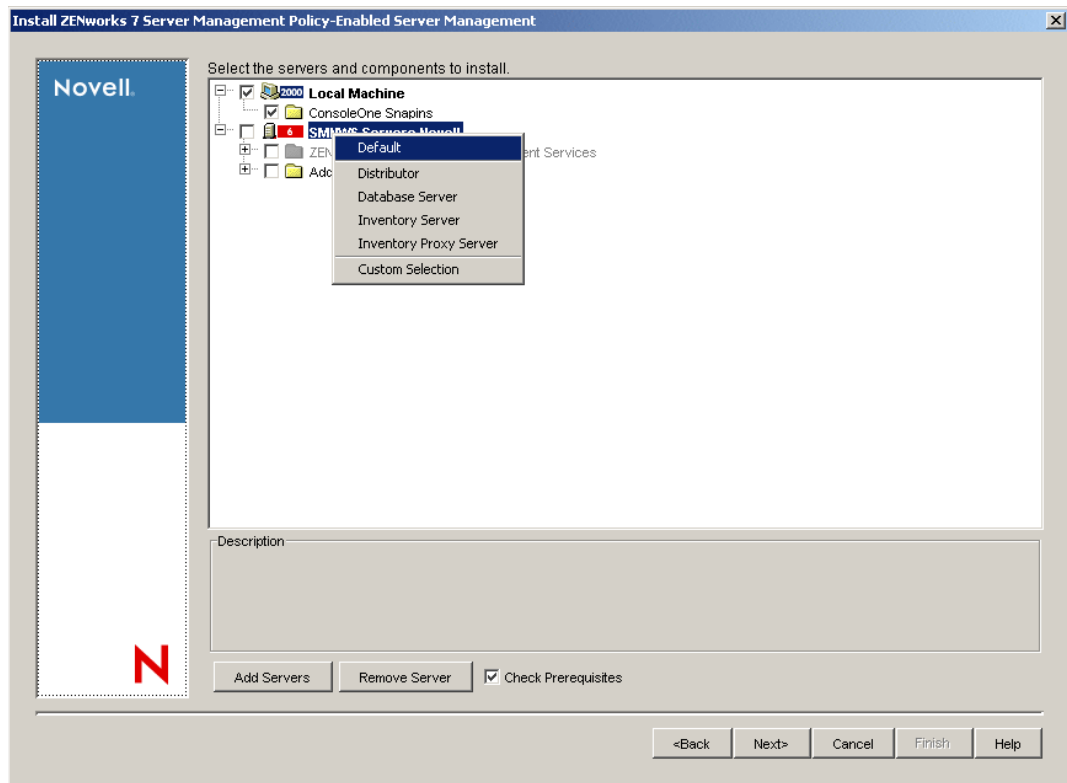 Install ZENworks 7 Server Management Policy-Enabled Server Management
Novell.
Select the servers and components to install.
2000 Local Machine
ConsoleOne Snapins
6
Default
ent Services
Distributor
Database Server
Inventory Server
Inventory Proxy Server
Custom Selection
Description
N
Add Servers Remove Server Check Prerequisites
<Back Next> Cancel Finish Help